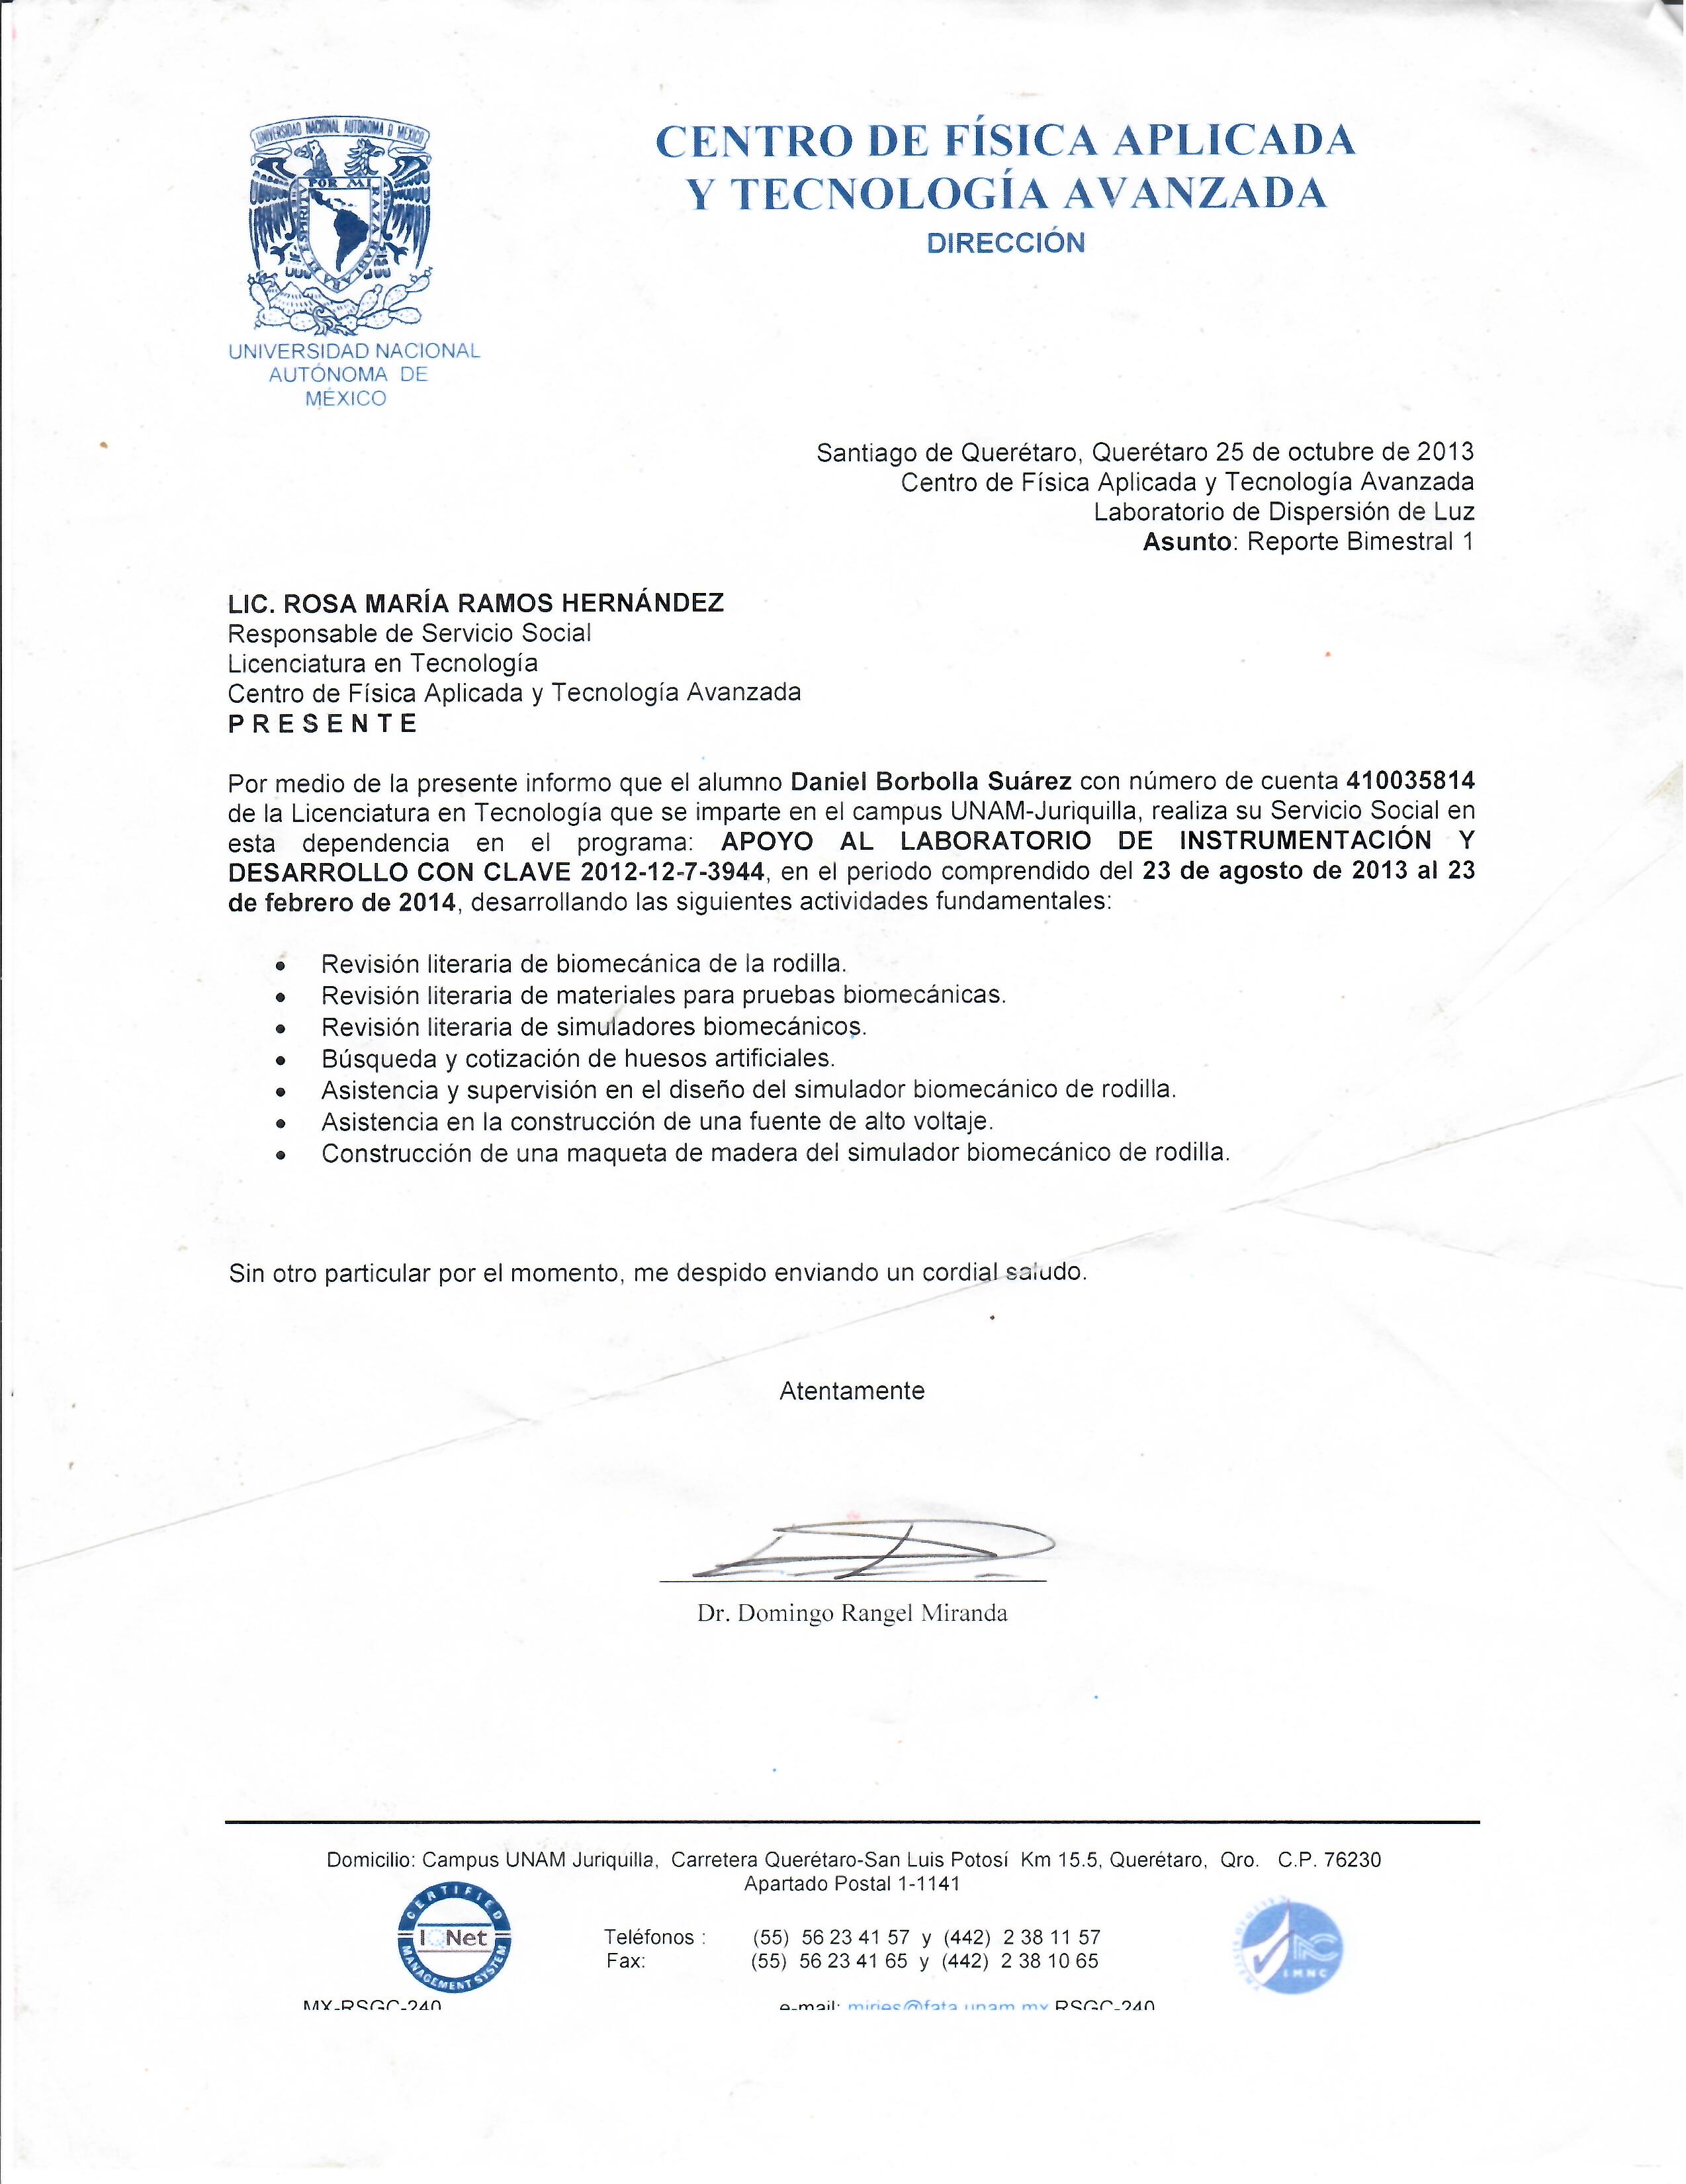 UNIVERSIDAD NACIONAL AUTONOMA D MEXICO
POR MI RAZA HABLARA EL ESPIRITU
UNIVERSIDAD NACIONAL
AUTÓNOMA DE
MÉXICO
CENTRO DE FÍSICA APLICADA
Y TECNOLOGÍA AVANZADA
DIRECCIÓN
Santiago de Querétaro, Querétaro 25 de octubre de 2013
Centro de Física Aplicada y Tecnología Avanzada
Laboratorio de Dispersión de Luz
Asunto: Reporte Bimestral 1
LIC. ROSA MARÍA RAMOS HERNÁNDEZ
Responsable de Servicio Social
Licenciatura en Tecnología
Centro de Física Aplicada y Tecnología Avanzada
P R E S E N T E
Por medio de la presente informo que el alumno Daniel Borbolla Suárez con número de cuenta 410035814
de la Licenciatura en Tecnología que se imparte en el campus UNAM-Juriquilla, realiza su Servicio Social en
esta dependencia en el programa: APOYO AL LABORATORIO DE INSTRUMENTACIÓN Y
DESARROLLO CON CLAVE 2012-12-7-3944, en el periodo comprendido del 23 de agosto de 2013 al 23
de febrero de 2014, desarrollando las siguientes actividades fundamentales:
• Revisión literaria de biomecánica de la rodilla.
• Revisión literaria de materiales para pruebas biomecánicas.
• Revisión literaria de simuladores biomecánicos.
• Búsqueda y cotización de huesos artificiales.
• Asistencia y supervisión en el diseño del simulador biomecánico de rodilla.
• Asistencia en la construcción de una fuente de alto voltaje.
• Construcción de una maqueta de madera del simulador biomecánico de rodilla.
Sin otro particular por el momento, me despido enviando un cordial saludo.
Atentamente
Dr. Domingo Rangel Miranda
Domicilio: Campus UNAM Juriquilla, Carretera Querétaro-San Luis Potosí Km 15.5, Querétaro, Qro. C.P. 76230
Apartado Postal 1-1141
CERTIFIED
IQNet
MANAGEMENT SYSTEM
Teléfonos : (55) 56 23 41 57 y (442) 2 38 11 57
Fax: (55) 56 23 41 65 y (442) 2 38 10 65
IMNC
MX-RSGC-240
e-mail: miries@fata.unam.mx RSGC-240